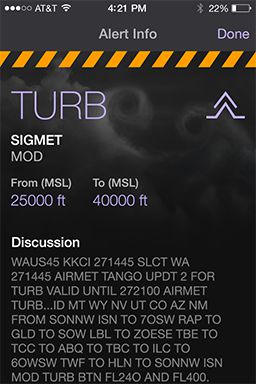 AT&T 4:21 PM 22%
Alert Info Done
TURB
SIGMET
MOD
From (MSL) To (MSL)
25000 ft 40000 ft
Discussion
WAUS45 KKCI 271445 SLCT WA
271445 AIRMET TANGO UPDT 2 FOR
TURB VALID UNTIL 272100 AIRMET
TURB...ID MT WY NV UT CO AZ NM
FROM SONNW ISN TO 70SW RAP TO
GLD TO SOW LBL TO ZOESE TBE TO
TCC TO ABQ TO TBC TO ILC TO
6OWSW TWF TO HLN TO SONNW ISN
MOD TURB BTN FL24O AND FL400.